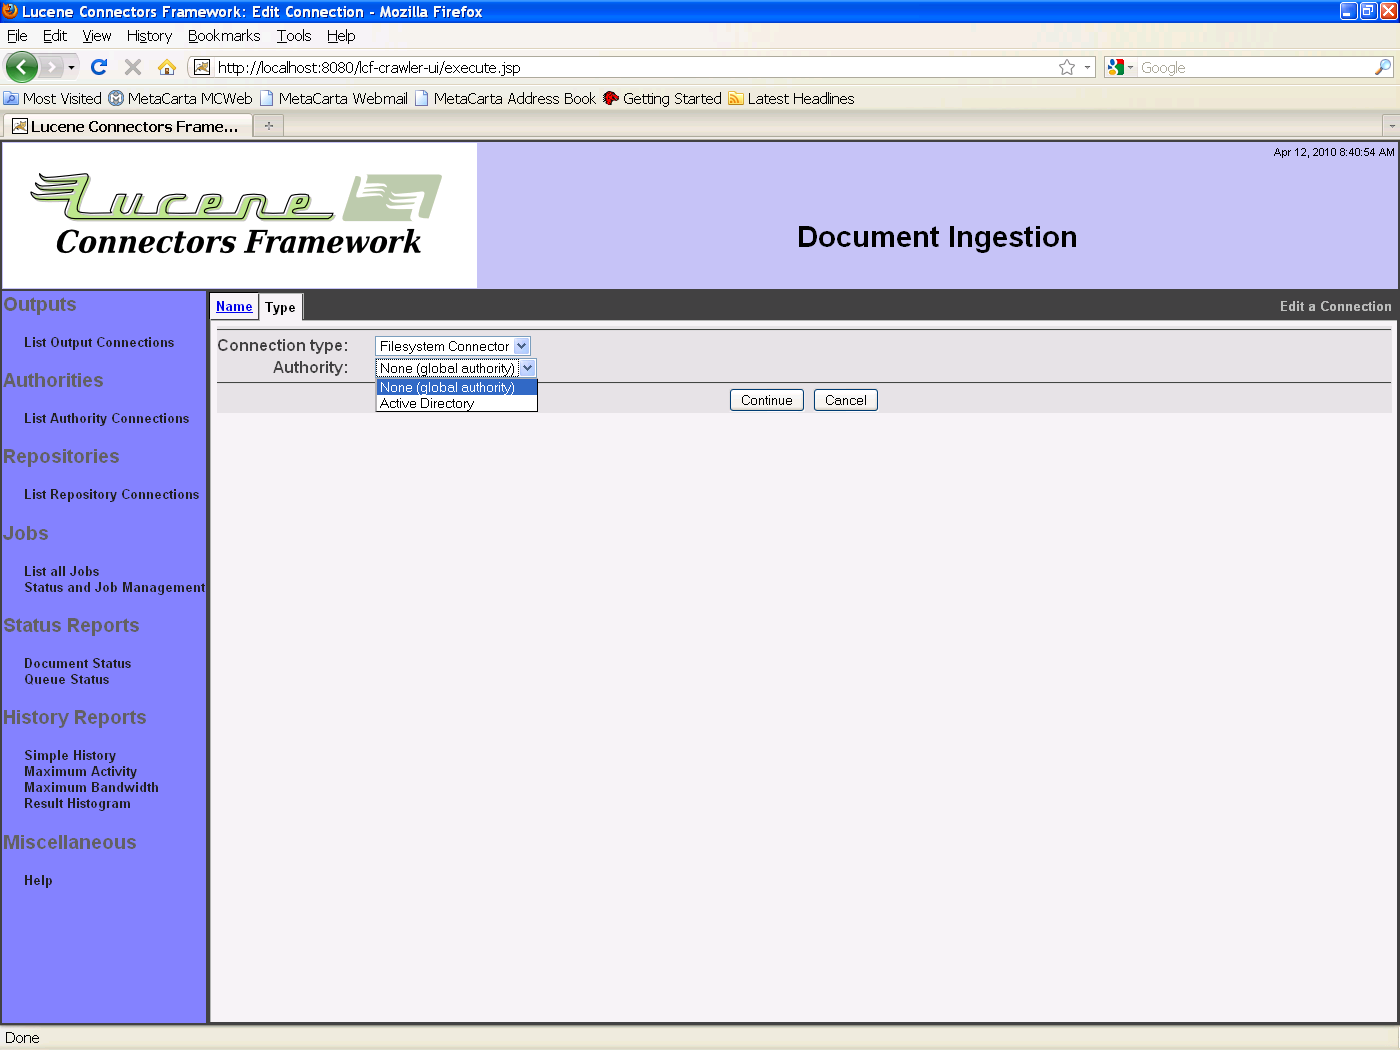 Lucene Connectors Framework: Edit Connection - Mozilla Firefox
File Edit View History Bookmarks Tools Help
http://localhost:8080/lcf-crawler-ui/execute.jsp Google
Most Visited MetaCarta MCWeb MetaCarta Webmail MetaCarta Address Book Getting Started Latest Headlines
Lucene Connectors Frame...
Apr 12, 2010 8:40:54 AM
Lucene
Connectors Framework
Document Ingestion
Outputs
List Output Connections
Authorities
List Authority Connections
Repositories
List Repository Connections
Jobs
List all Jobs
Status and Job Management
Status Reports
Document Status
Queue Status
History Reports
Simple History
Maximum Activity
Maximum Bandwidth
Result Histogram
Miscellaneous
Help
Name Type Edit a Connection
Connection type: Filesystem Connector
Authority: None (global authority)
None (global authority)
Active Directory
Continue Cancel
Done